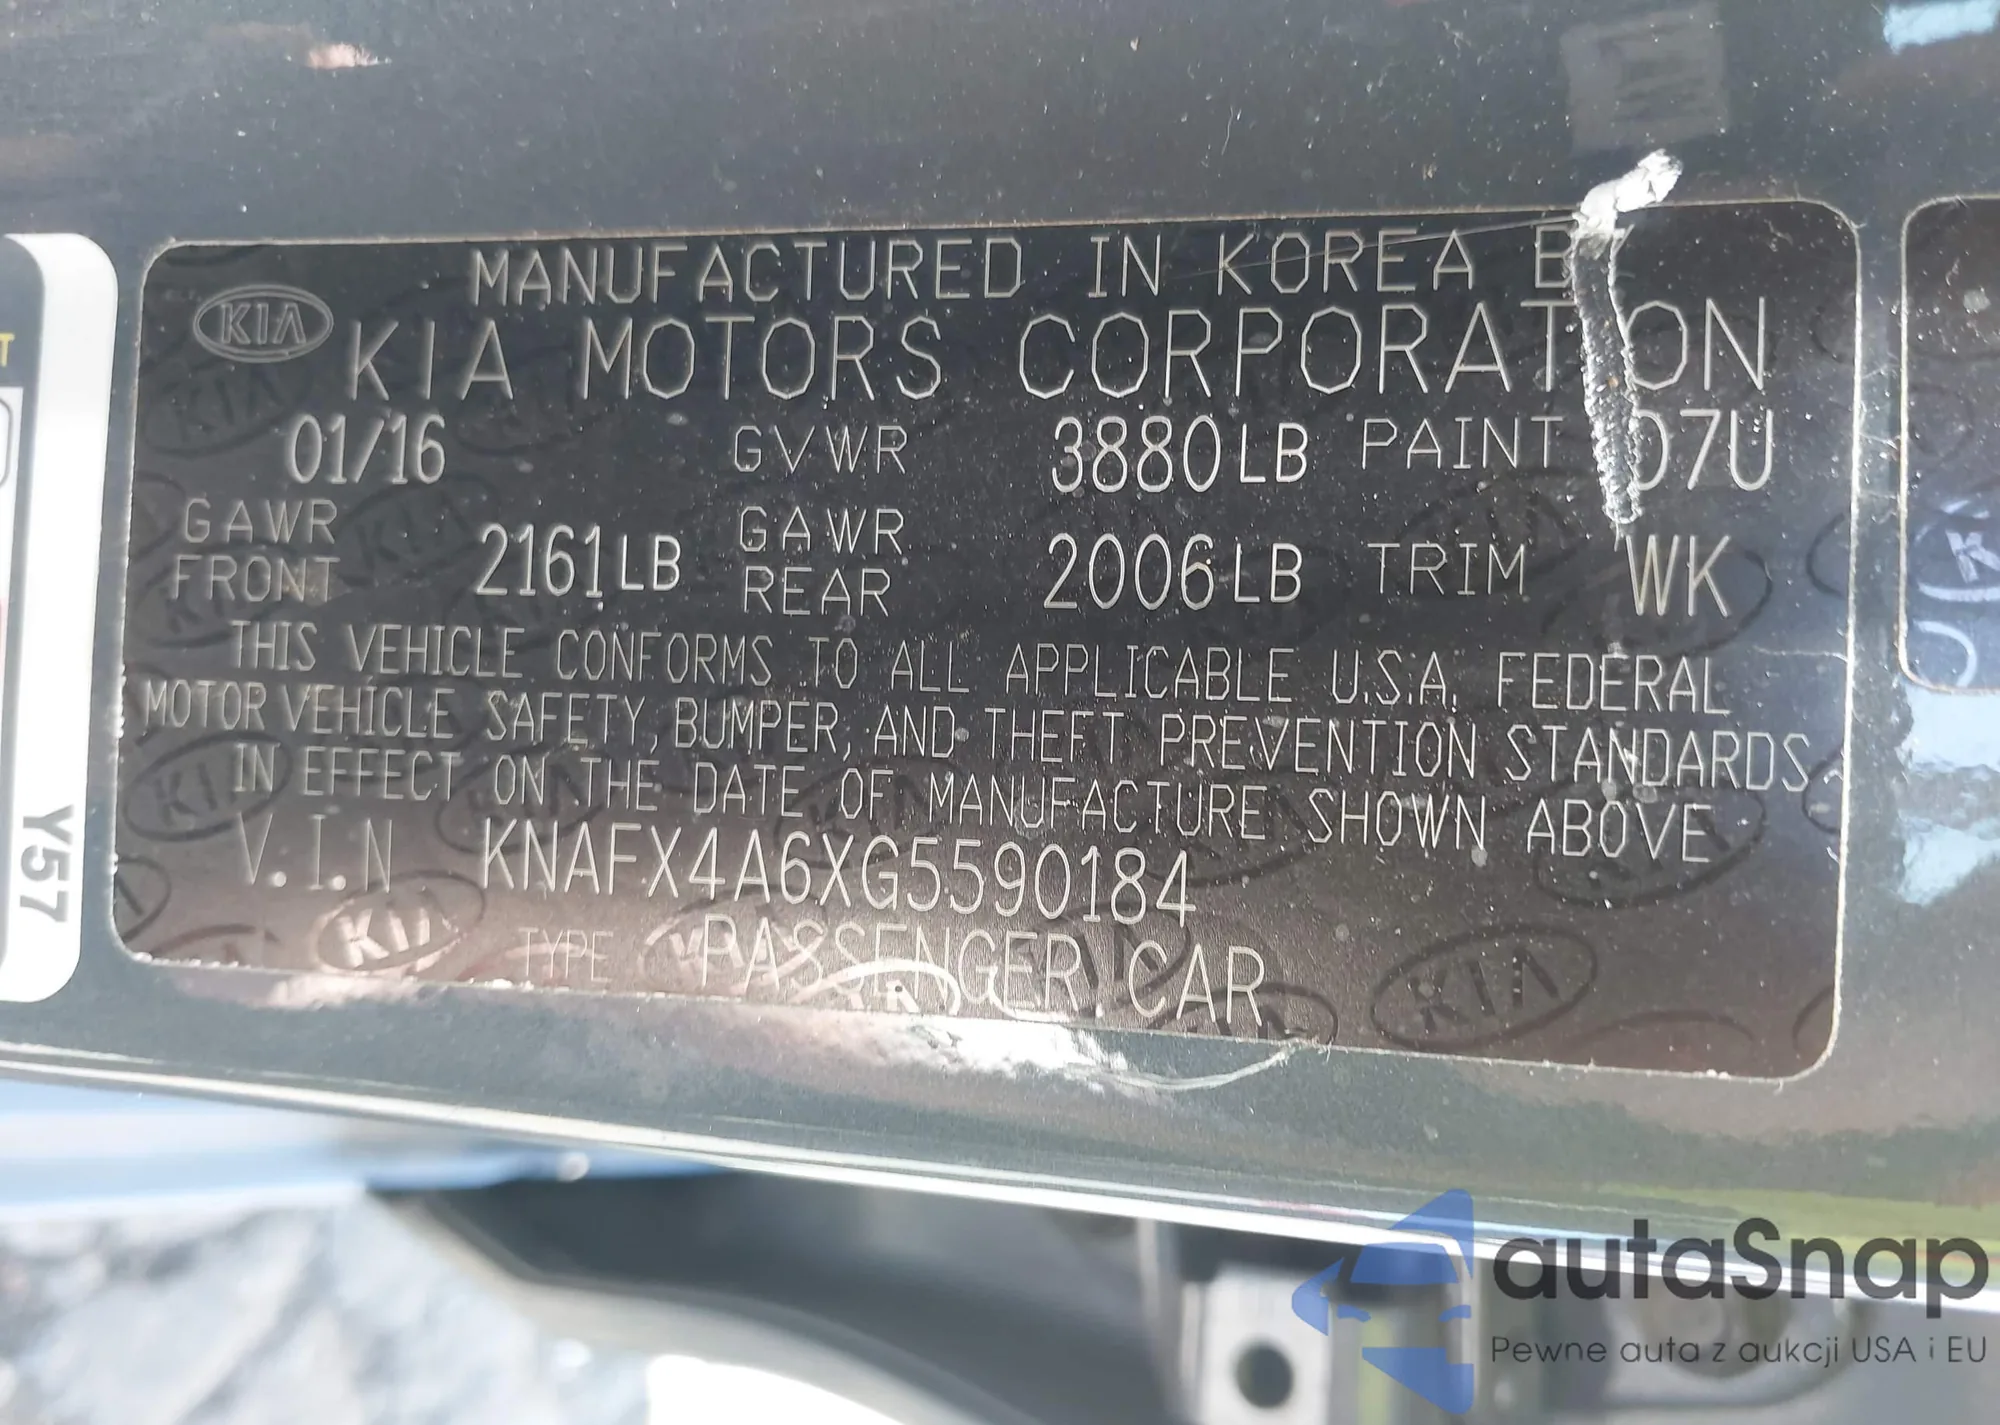 MANUFACTURED IN KOREA B
KIA
KIA MOTORS CORPORATION
01/16 GVWR 3880LB PAINT D7U
GAWR FRONT 2161LB GAWR REAR 2006LB TRIM WK
THIS VEHICLE CONFORMS TO ALL APPLICABLE U.S.A. FEDERAL
MOTOR VEHICLE SAFETY, BUMPER, AND THEFT PREVENTION STANDARDS
IN EFFECT ON THE DATE OF MANUFACTURE SHOWN ABOVE
V.I.N KNAFX4A6XG5590184
TYPE PASSENGER CAR
Y57
autaSnap
Pewne auta z aukcji USA i EU